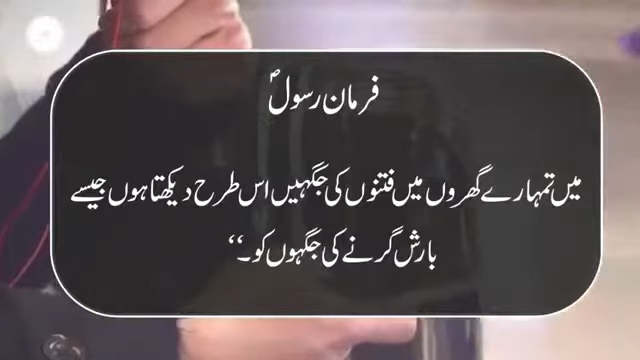 فرمان رسولؐ
میں تمہارے گھروں میں فتنوں کی جگہیں اس طرح دیکھتا ہوں جیسے
بارش گرنے کی جگہوں کو۔‘‘